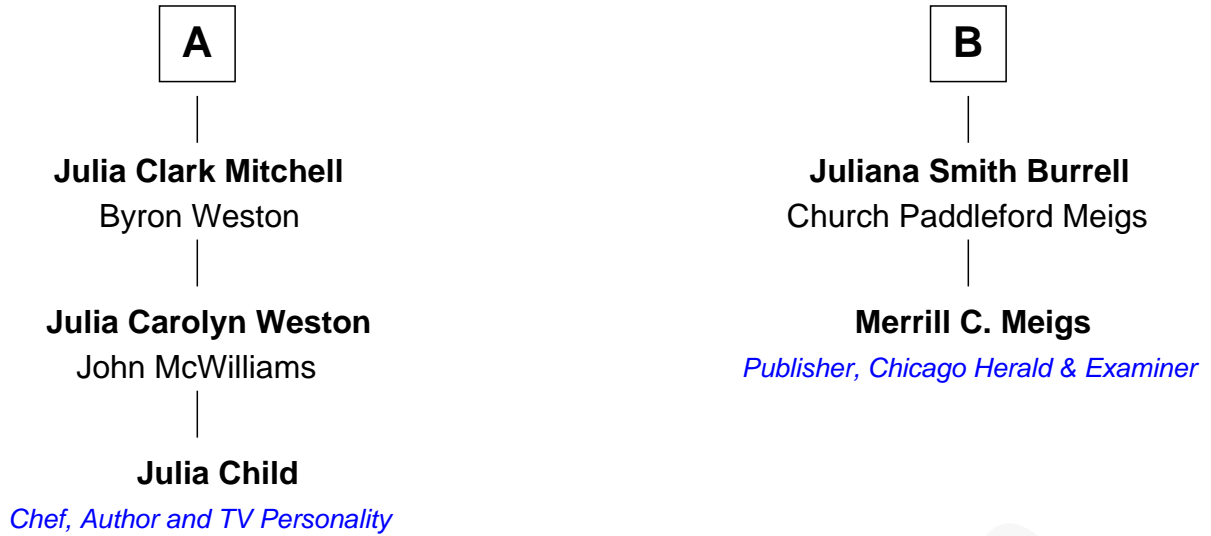 A
Julia Clark Mitchell
Byron Weston
Julia Carolyn Weston
John McWilliams
Julia Child
Chef, Author and TV Personality
B
Juliana Smith Burrell
Church Paddleford Meigs
Merrill C. Meigs
Publisher, Chicago Herald & Examiner